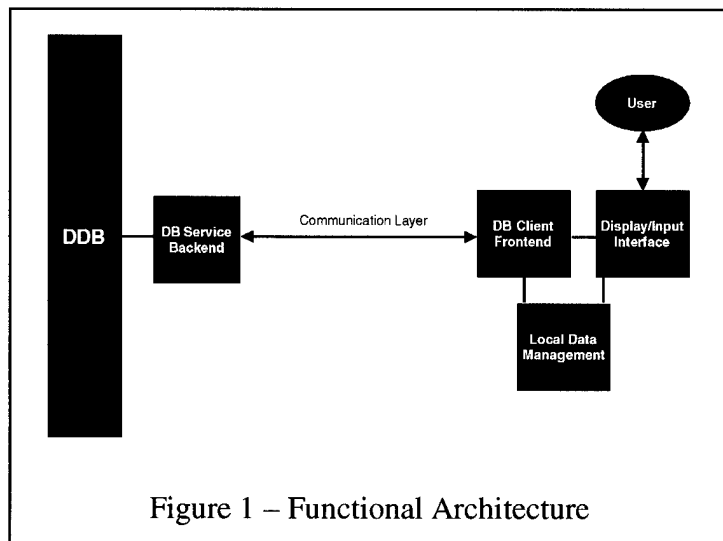 User
DDB
DB Service
Backend
Communication Layer
DB Client
Frontend
Display/Input
Interface
Local Data
Management
Figure 1 – Functional Architecture